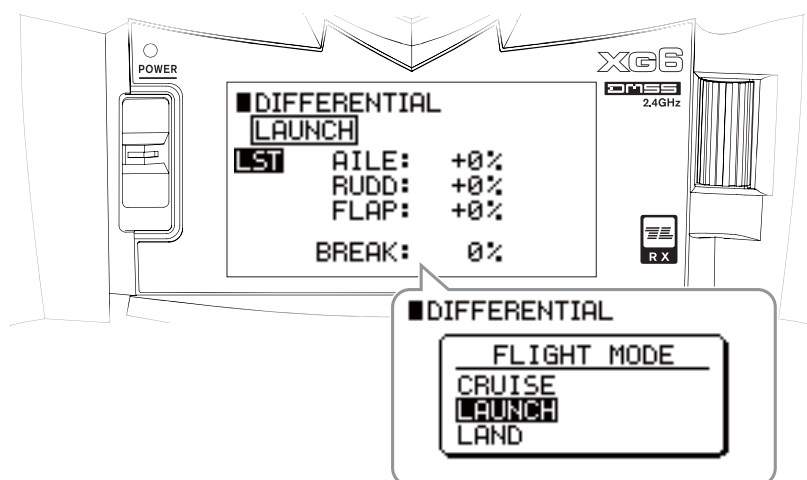 POWER
XG6
DMSS
2.4GHz
■DIFFERENTIAL
LAUNCH
LST AILE: +0%
RUDD: +0%
FLAP: +0%
BREAK: 0%
RX
■DIFFERENTIAL
FLIGHT MODE
CRUISE
LAUNCH
LAND